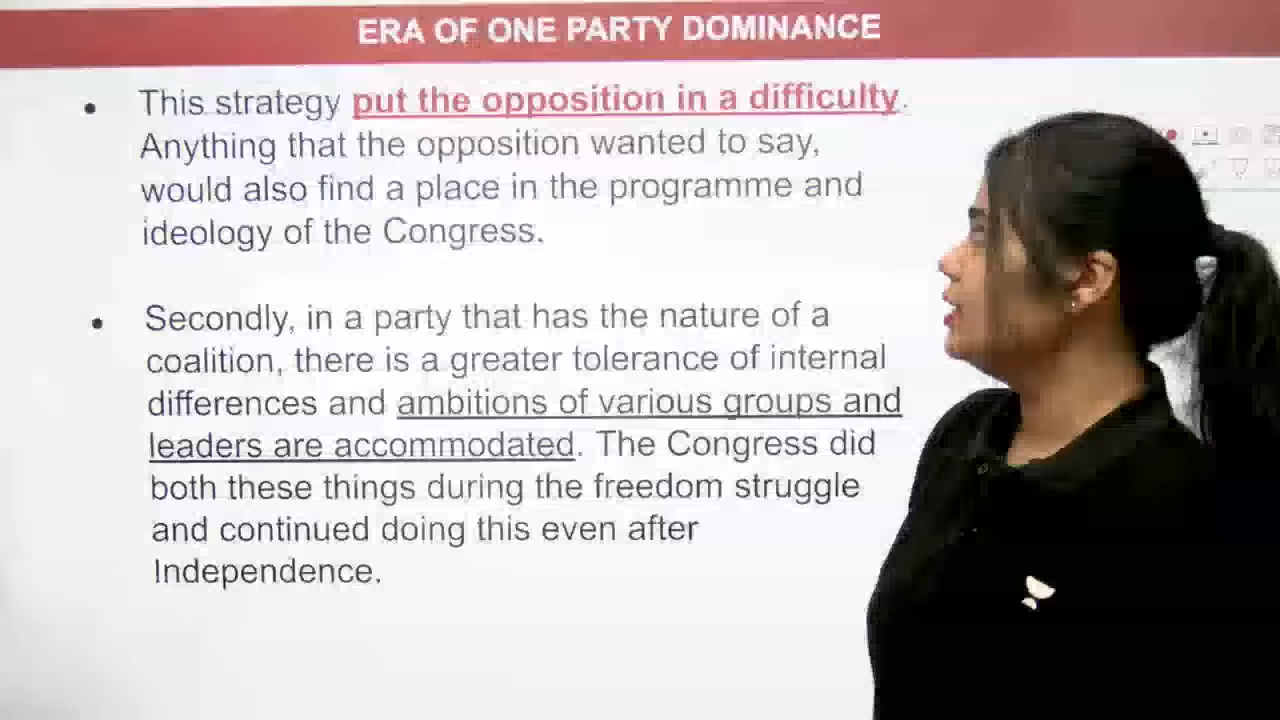 ERA OF ONE PARTY DOMINANCE
• This strategy put the opposition in a difficulty.
Anything that the opposition wanted to say,
would also find a place in the programme and
ideology of the Congress.
• Secondly, in a party that has the nature of a
coalition, there is a greater tolerance of internal
differences and ambitions of various groups and
leaders are accommodated. The Congress did
both these things during the freedom struggle
and continued doing this even after
Independence.